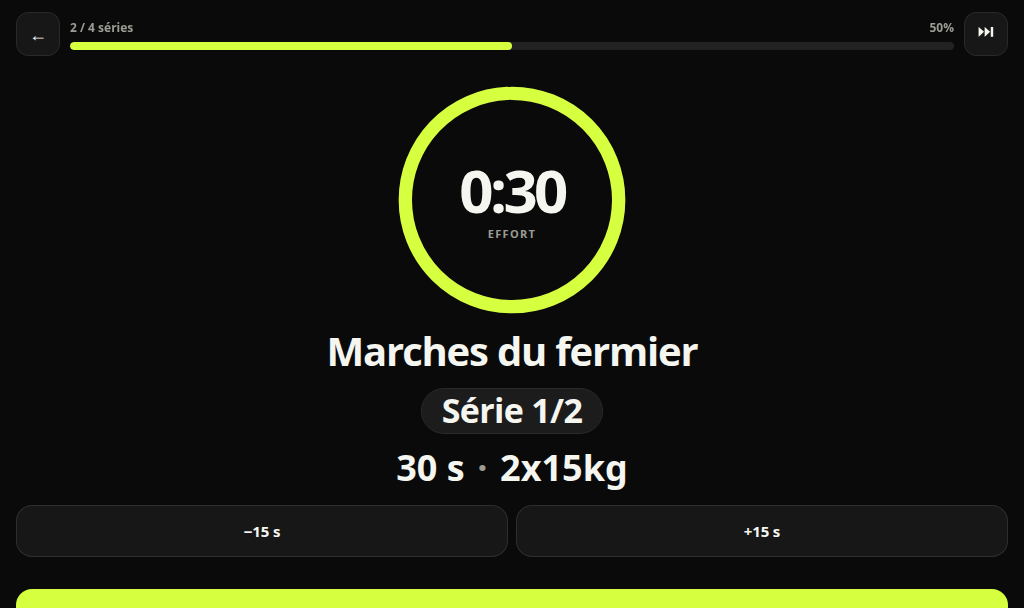 ←
2 / 4 séries
50%
⏭
0:30
EFFORT
Marches du fermier
Série 1/2
30 s · 2x15kg
−15 s
+15 s